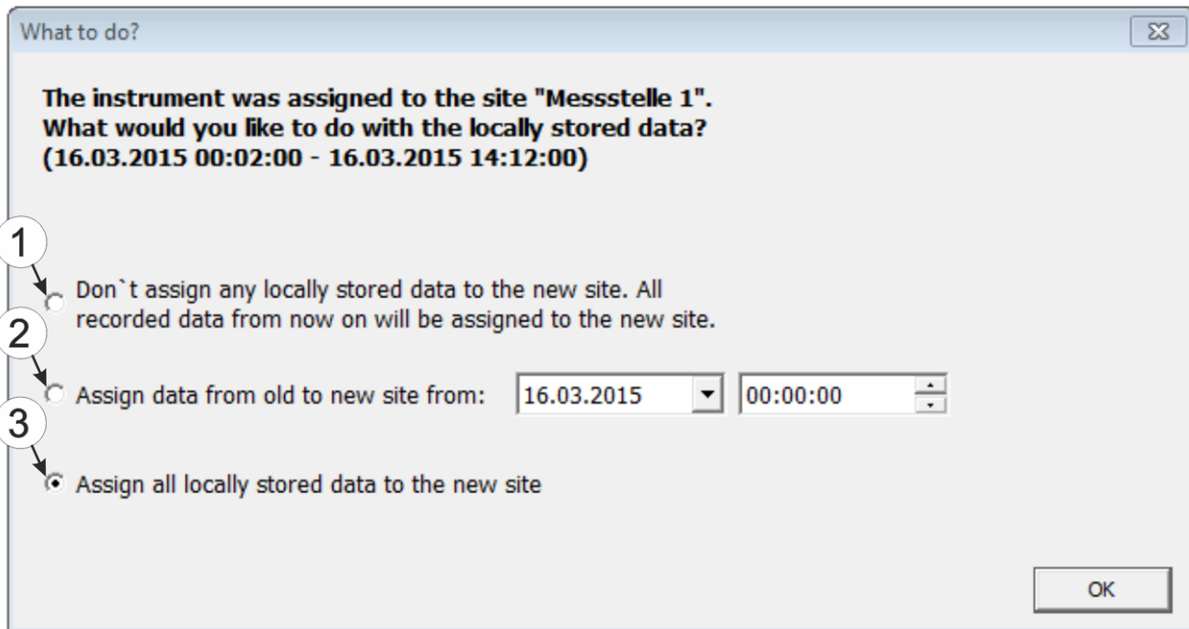 What to do?
The instrument was assigned to the site "Messstelle 1".
What would you like to do with the locally stored data?
(16.03.2015 00:02:00 - 16.03.2015 14:12:00)
1
Don`t assign any locally stored data to the new site. All
recorded data from now on will be assigned to the new site.
2
Assign data from old to new site from: 16.03.2015 00:00:00
3
Assign all locally stored data to the new site
OK